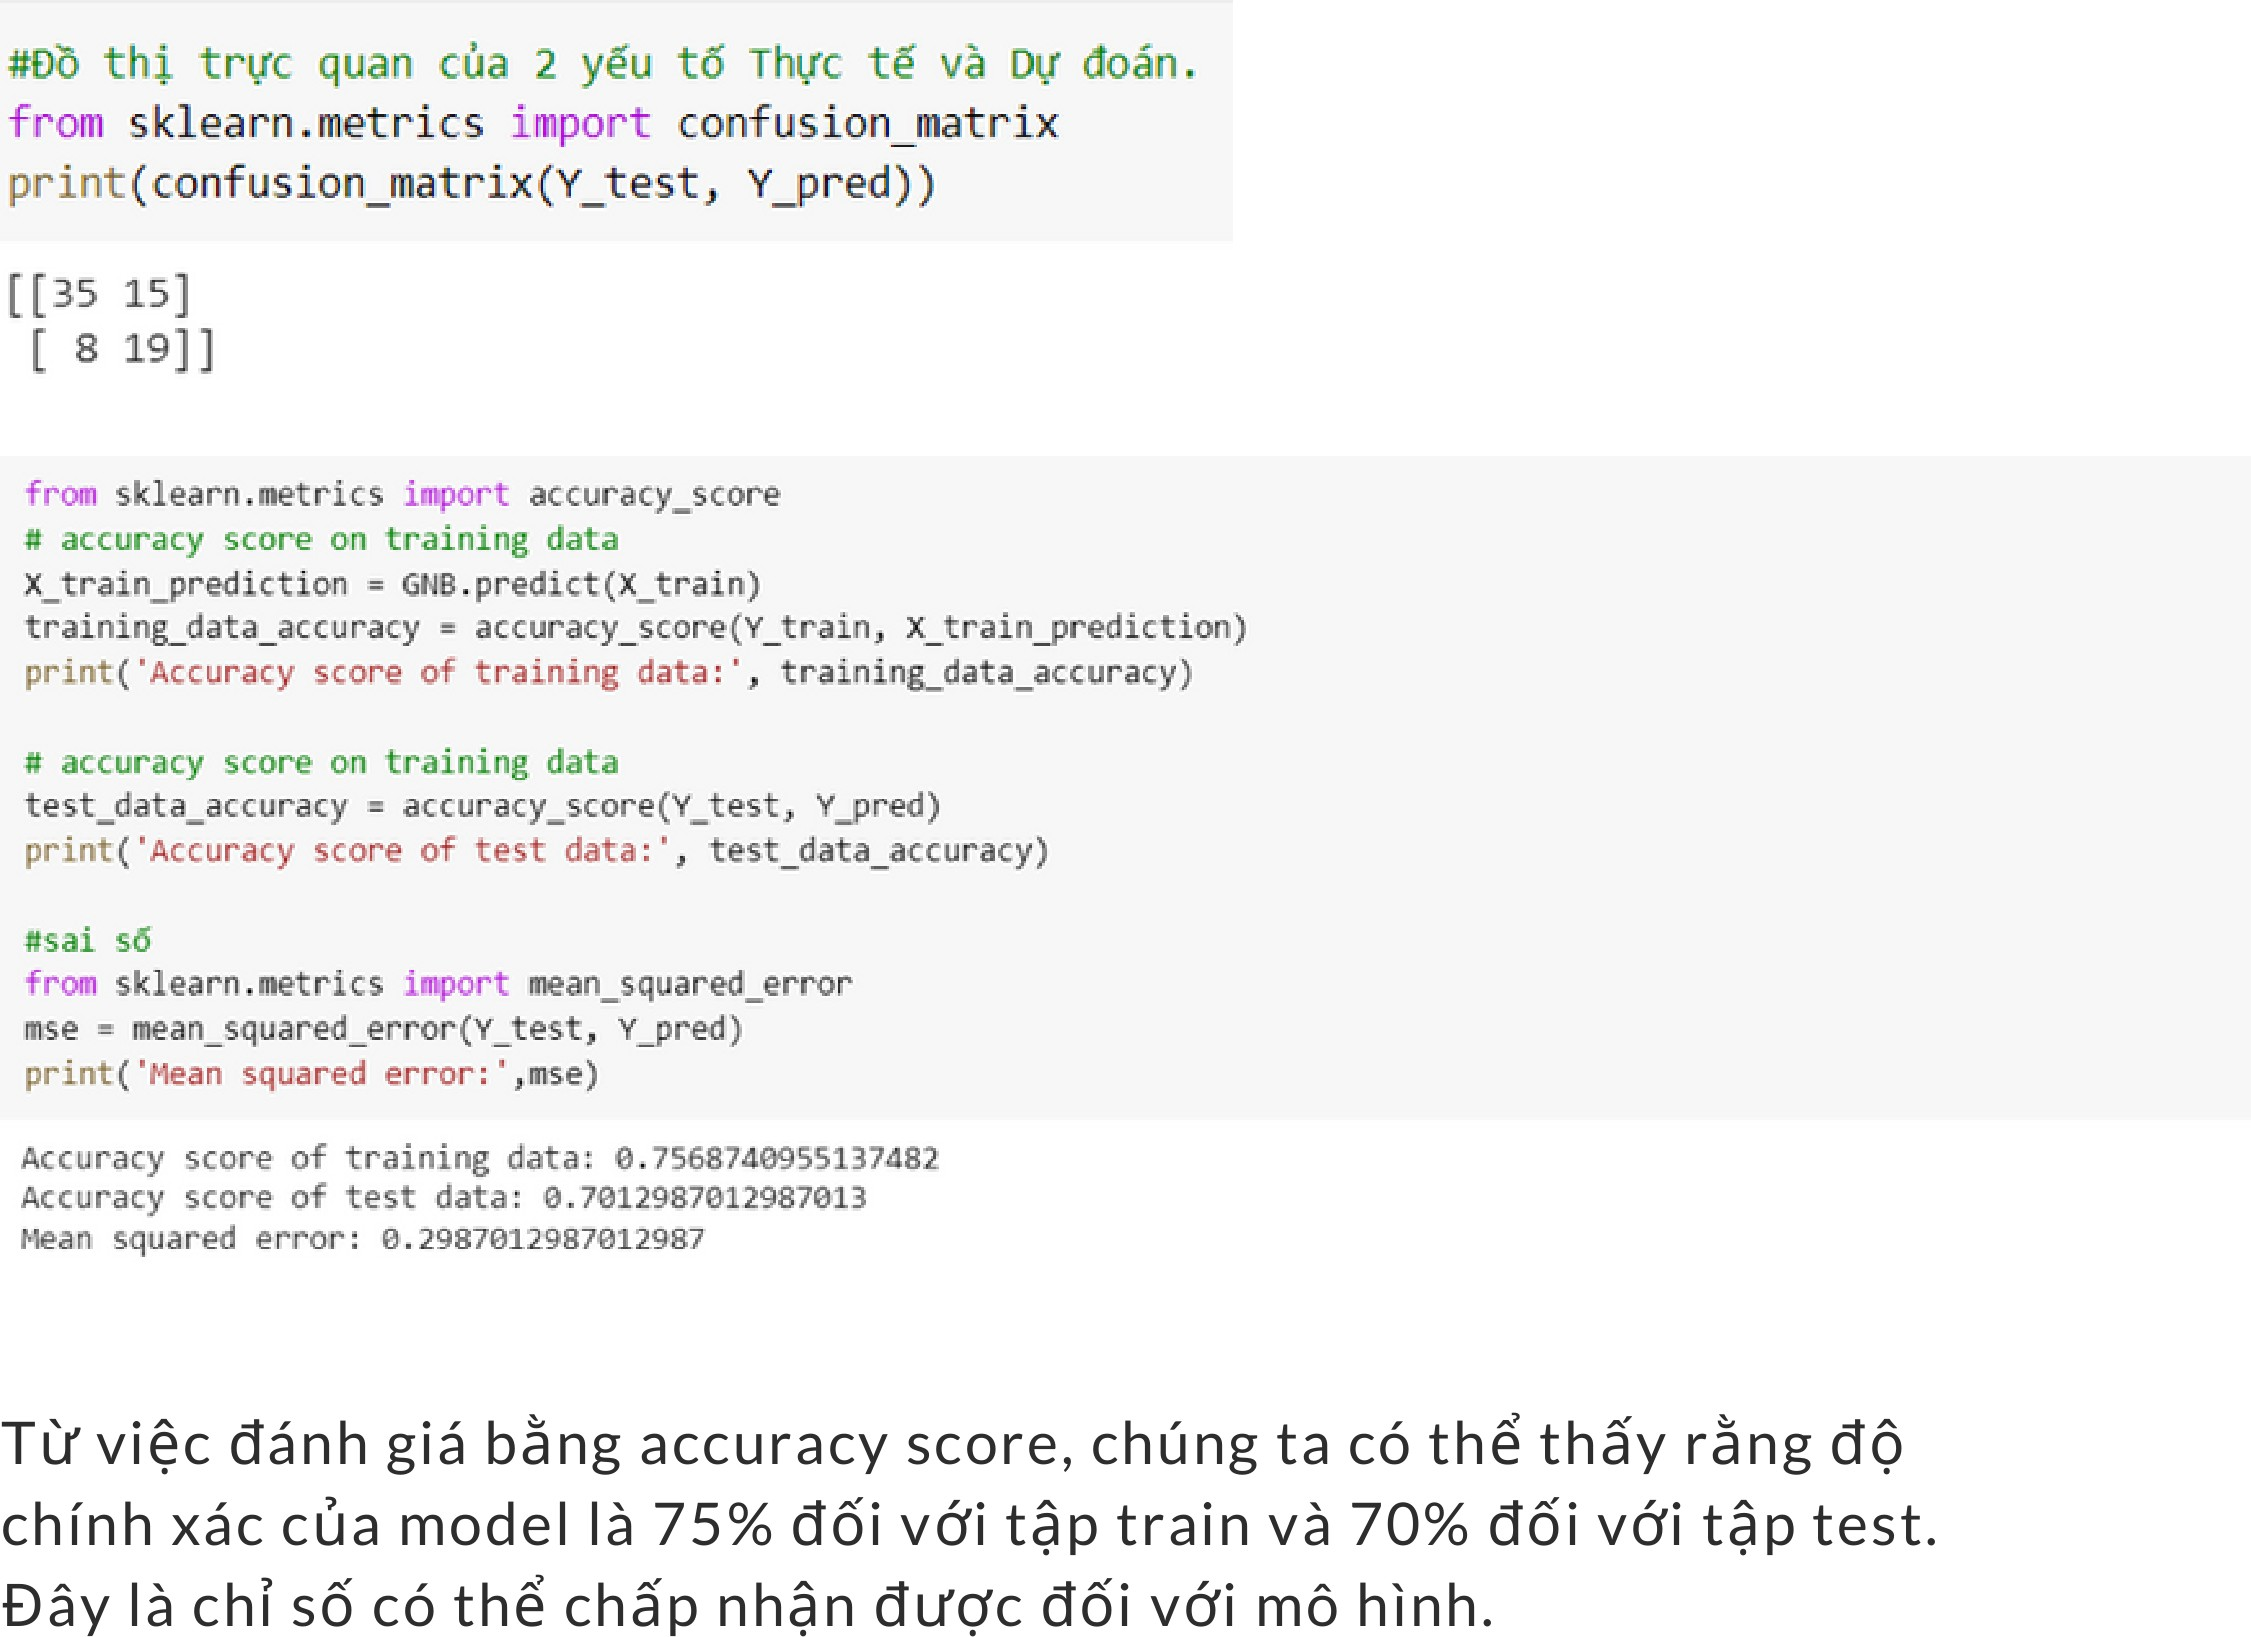 #Đồ thị trực quan của 2 yếu tố Thực tế và Dự đoán.
from sklearn.metrics import confusion_matrix
print(confusion_matrix(Y_test, Y_pred))
[[35 15]
 [ 8 19]]
from sklearn.metrics import accuracy_score
# accuracy score on training data
X_train_prediction = GNB.predict(X_train)
training_data_accuracy = accuracy_score(Y_train, X_train_prediction)
print('Accuracy score of training data:', training_data_accuracy)
# accuracy score on training data
test_data_accuracy = accuracy_score(Y_test, Y_pred)
print('Accuracy score of test data:', test_data_accuracy)
#sai số
from sklearn.metrics import mean_squared_error
mse = mean_squared_error(Y_test, Y_pred)
print('Mean squared error:',mse)
Accuracy score of training data: 0.7568740955137482
Accuracy score of test data: 0.7012987012987013
Mean squared error: 0.2987012987012987
Từ việc đánh giá bằng accuracy score, chúng ta có thể thấy rằng độ
chính xác của model là 75% đối với tập train và 70% đối với tập test.
Đây là chỉ số có thể chấp nhận được đối với mô hình.